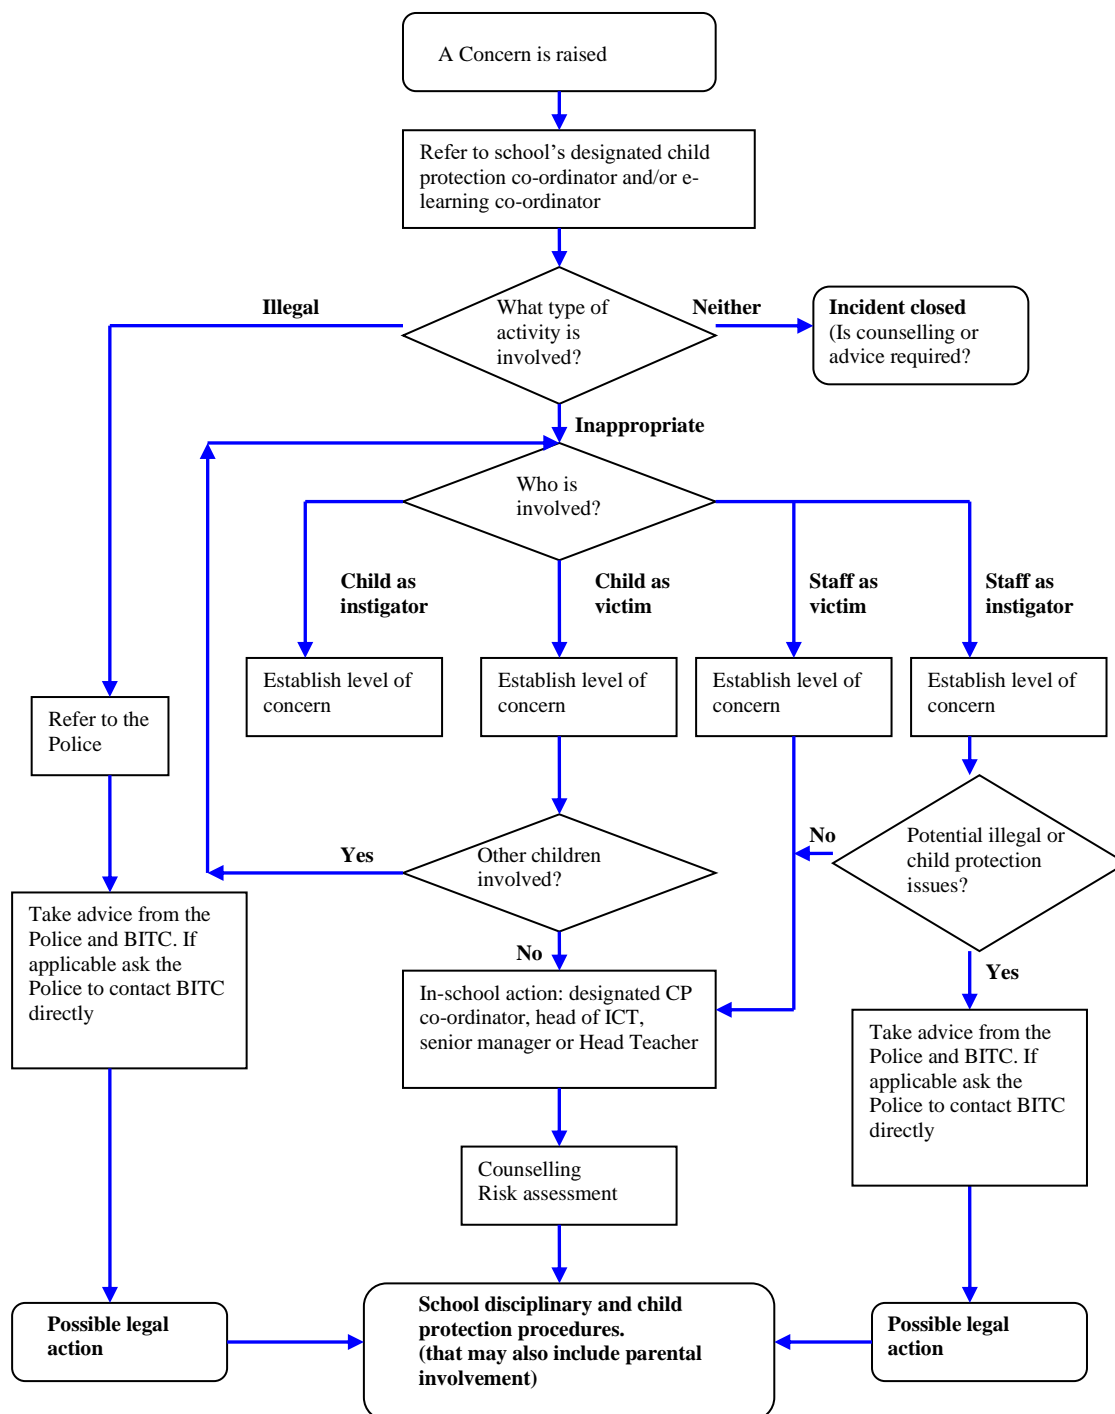 A Concern is raised
Refer to school’s designated child
protection co-ordinator and/or e-
learning co-ordinator
Illegal
What type of
activity is
involved?
Neither
Incident closed
(Is counselling or
advice required?
Inappropriate
Who is
involved?
Child as
instigator
Child as
victim
Staff as
victim
Staff as
instigator
Establish level of
concern
Establish level of
concern
Establish level of
concern
Establish level of
concern
Refer to the
Police
Yes
Other children
involved?
No
Potential illegal or
child protection
issues?
Take advice from the
Police and BITC. If
applicable ask the
Police to contact BITC
directly
No
In-school action: designated CP
co-ordinator, head of ICT,
senior manager or Head Teacher
Yes
Take advice from the
Police and BITC. If
applicable ask the
Police to contact BITC
directly
Counselling
Risk assessment
Possible legal
action
School disciplinary and child
protection procedures.
(that may also include parental
involvement)
Possible legal
action